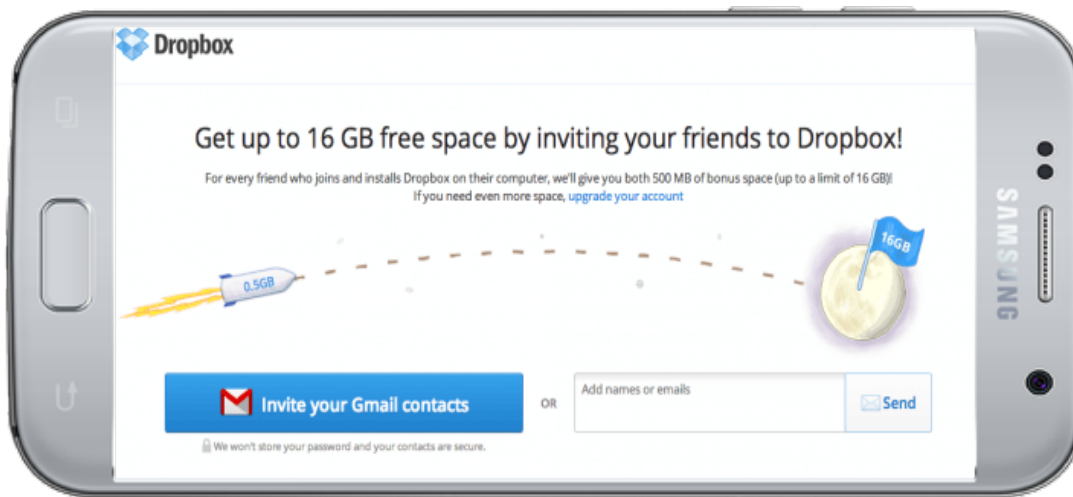 Dropbox
Get up to 16 GB free space by inviting your friends to Dropbox!
For every friend who joins and installs Dropbox on their computer, we'll give you both 500 MB of bonus space (up to a limit of 16 GB)!
If you need even more space, upgrade your account
16GB
0.5GB
Invite your Gmail contacts
OR
Add names or emails
Send
We won't store your password and your contacts are secure.
SAMSUNG